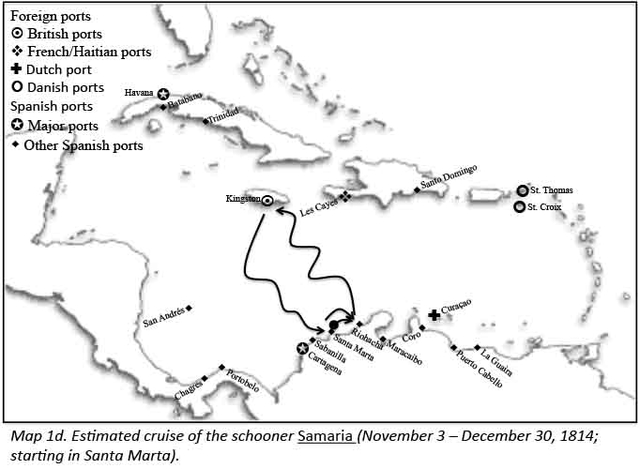 Foreign ports
British ports
French/Haitian ports
Dutch port
Danish ports
Spanish ports
Major ports
Other Spanish ports
Havana
Batabano
Trinidad
Kingston
Les Cayes
Santo Domingo
St. Thomas
St. Croix
San Andrés
Curaçao
Riohacha
Santa Marta
Sabanilla
Cartagena
Maracaibo
Coro
Puerto Cabello
La Guaira
Portobelo
Chagres
Map 1d. Estimated cruise of the schooner Samaria (November 3 – December 30, 1814;
starting in Santa Marta).